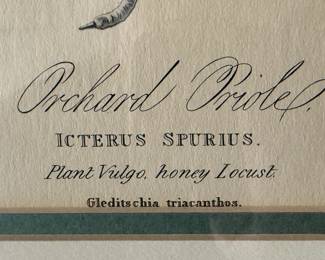 Orchard Oriole.
ICTERUS SPURIUS.
Plant Vulgo. honey Locust.
Gleditschia triacanthos.